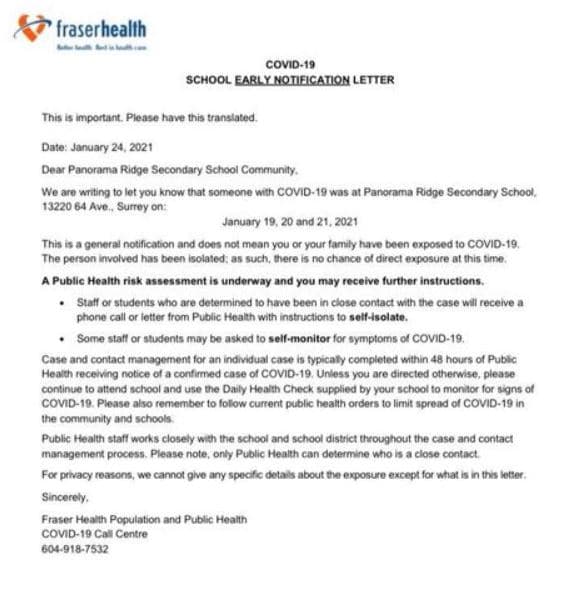 fraserhealth
Better health. Best in health care.
COVID-19
SCHOOL EARLY NOTIFICATION LETTER
This is important. Please have this translated.
Date: January 24, 2021
Dear Panorama Ridge Secondary School Community,
We are writing to let you know that someone with COVID-19 was at Panorama Ridge Secondary School,
13220 64 Ave., Surrey on:
January 19, 20 and 21, 2021
This is a general notification and does not mean you or your family have been exposed to COVID-19.
The person involved has been isolated; as such, there is no chance of direct exposure at this time.
A Public Health risk assessment is underway and you may receive further instructions.
• Staff or students who are determined to have been in close contact with the case will receive a
phone call or letter from Public Health with instructions to self-isolate.
• Some staff or students may be asked to self-monitor for symptoms of COVID-19.
Case and contact management for an individual case is typically completed within 48 hours of Public
Health receiving notice of a confirmed case of COVID-19. Unless you are directed otherwise, please
continue to attend school and use the Daily Health Check supplied by your school to monitor for signs of
COVID-19. Please also remember to follow current public health orders to limit spread of COVID-19 in
the community and schools.
Public Health staff works closely with the school and school district throughout the case and contact
management process. Please note, only Public Health can determine who is a close contact.
For privacy reasons, we cannot give any specific details about the exposure except for what is in this letter.
Sincerely,
Fraser Health Population and Public Health
COVID-19 Call Centre
604-918-7532